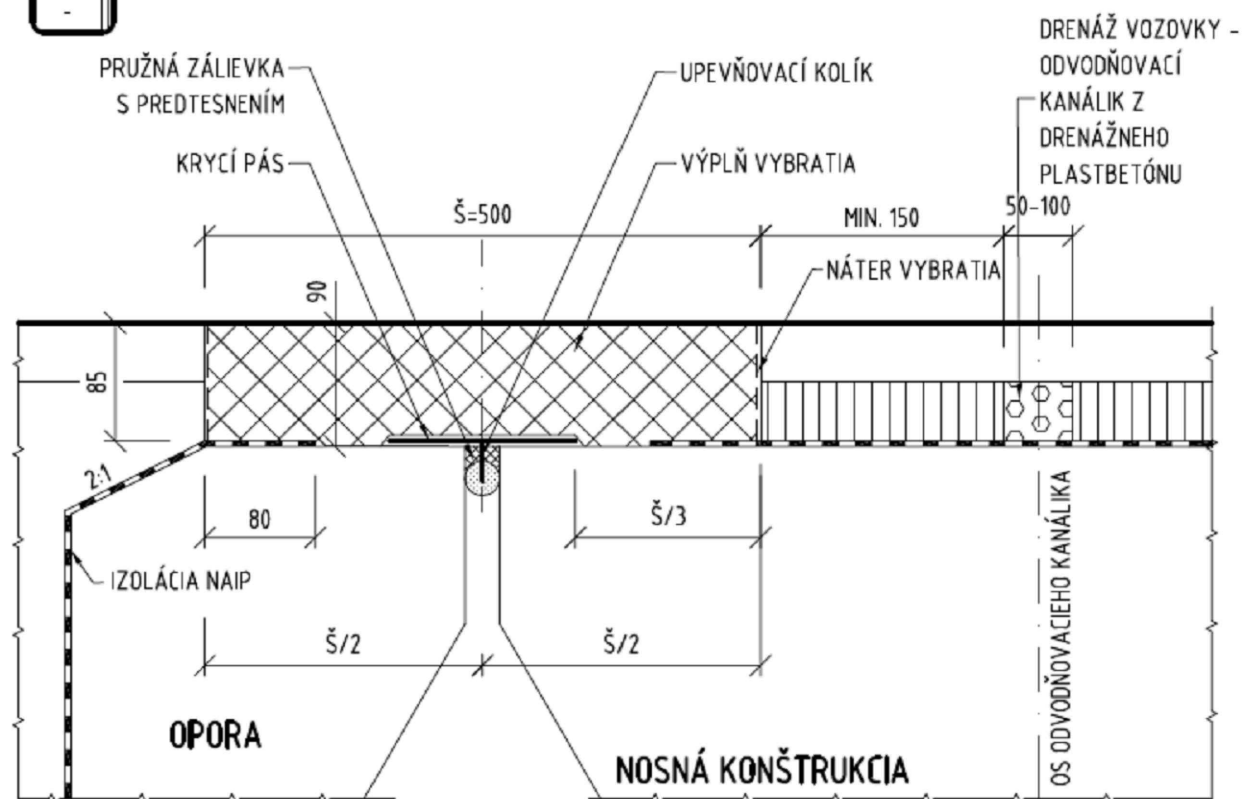 -
DRENÁŽ VOZOVKY -
ODVODŇOVACÍ
KANÁLIK Z
DRENÁŽNEHO
PLASTBETÓNU
PRUŽNÁ ZÁLIEVKA
S PREDTESNENÍM
UPEVŇOVACÍ KOLÍK
KRYCÍ PÁS
VÝPLŇ VYBRATIA
Š=500
MIN. 150
50-100
NÁTER VYBRATIA
90
85
2:1
80
Š/3
IZOLÁCIA NAIP
Š/2
Š/2
OS ODVODŇOVACIEHO KANÁLIKA
OPORA
NOSNÁ KONŠTRUKCIA